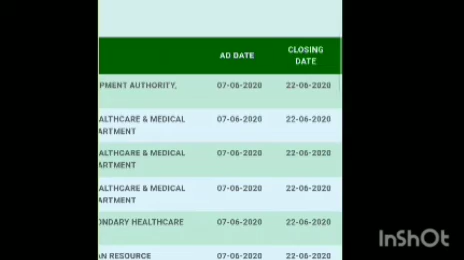 AD DATE CLOSING DATE
PMENT AUTHORITY, 07-06-2020 22-06-2020
ALTHCARE & MEDICAL 07-06-2020 22-06-2020
ARTMENT
ALTHCARE & MEDICAL 07-06-2020 22-06-2020
ARTMENT
ALTHCARE & MEDICAL 07-06-2020 22-06-2020
ARTMENT
ONDARY HEALTHCARE 07-06-2020 22-06-2020
AN RESOURCE 07-06-2020 22-06-2020
InShOt